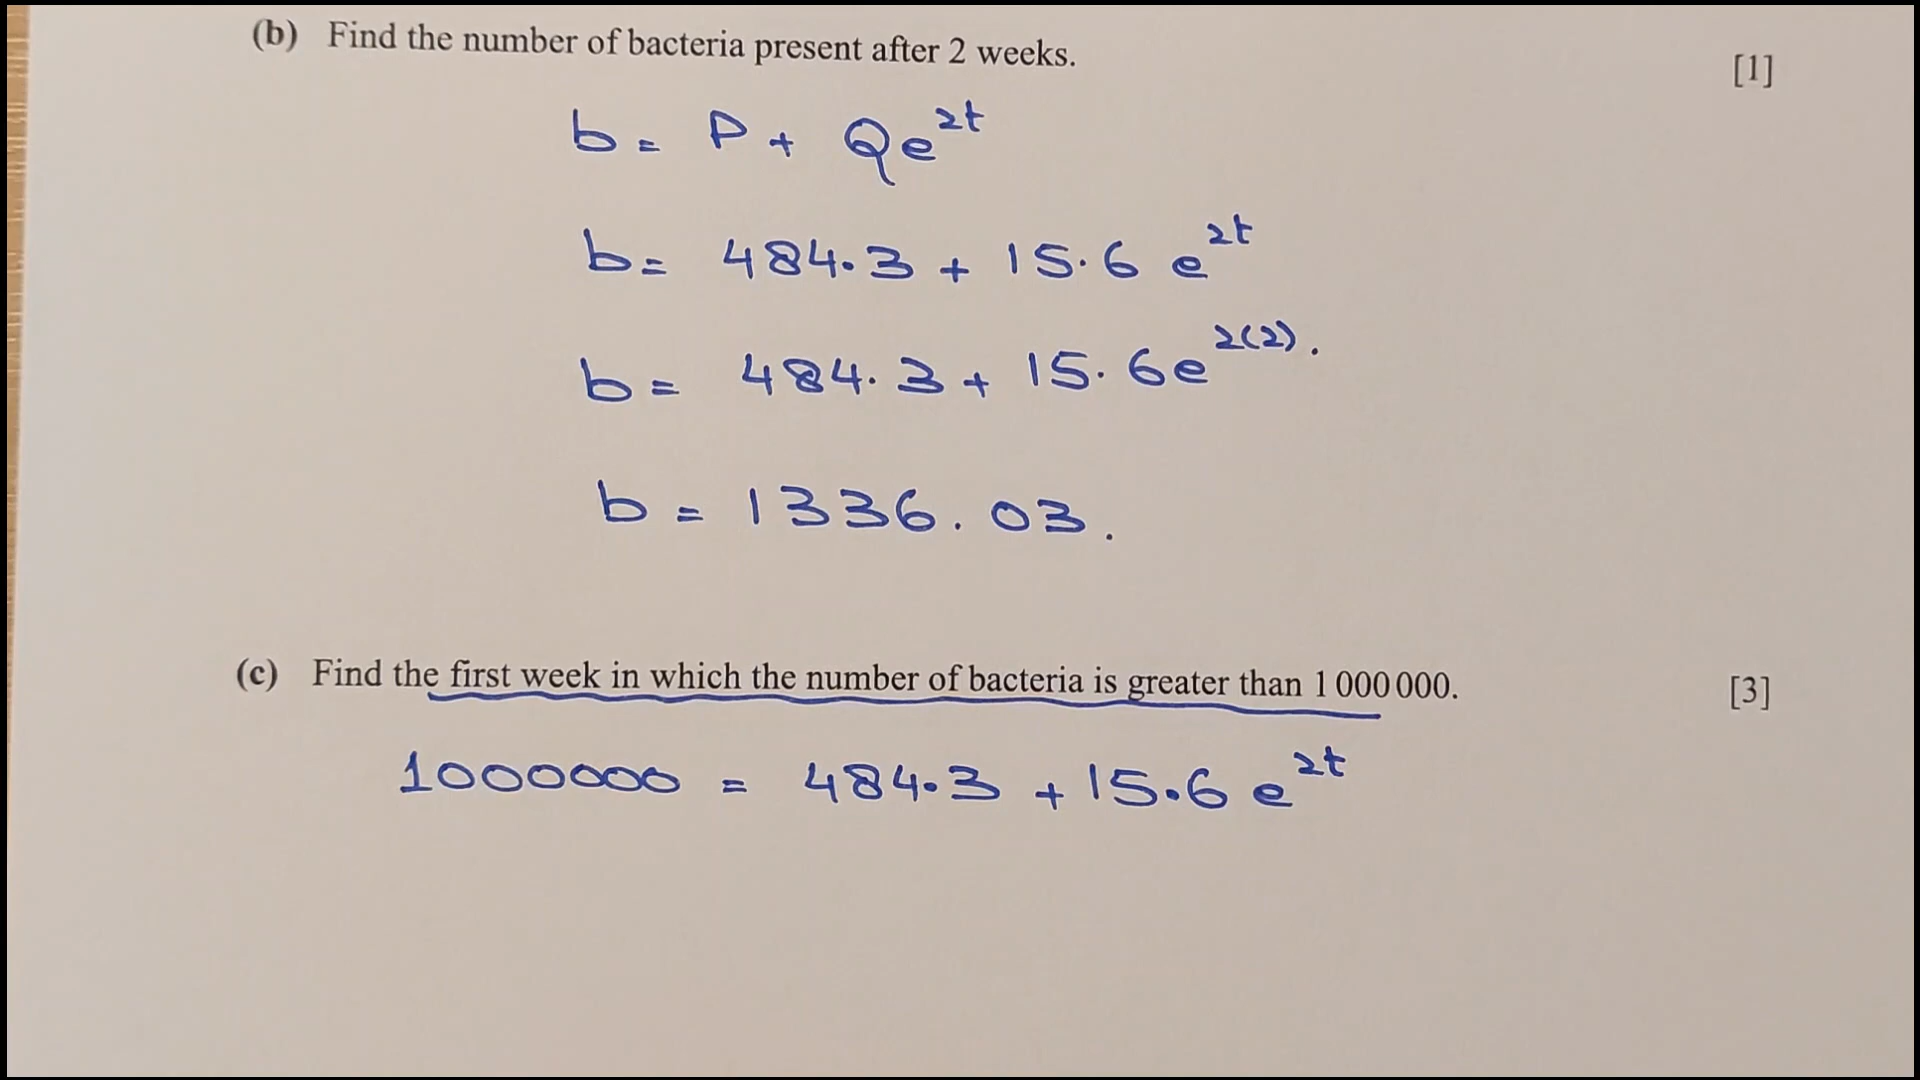 (b) Find the number of bacteria present after 2 weeks. [1]
b = P + Qe^{2t}
b = 484.3 + 15.6 e^{2t}
b = 484.3 + 15.6e^{2(2)}.
b = 1336.03.
(c) Find the first week in which the number of bacteria is greater than 1 000 000. [3]
1000000 = 484.3 + 15.6 e^{2t}